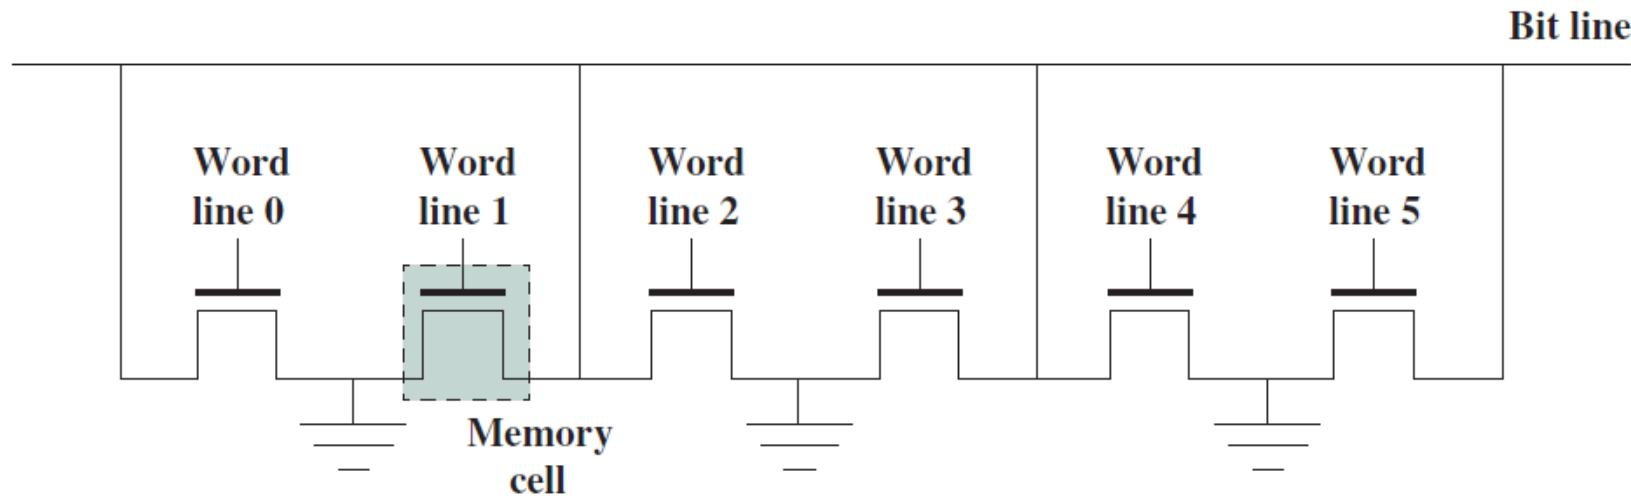 Bit line
Word
line 0
Word
line 1
Word
line 2
Word
line 3
Word
line 4
Word
line 5
Memory
cell